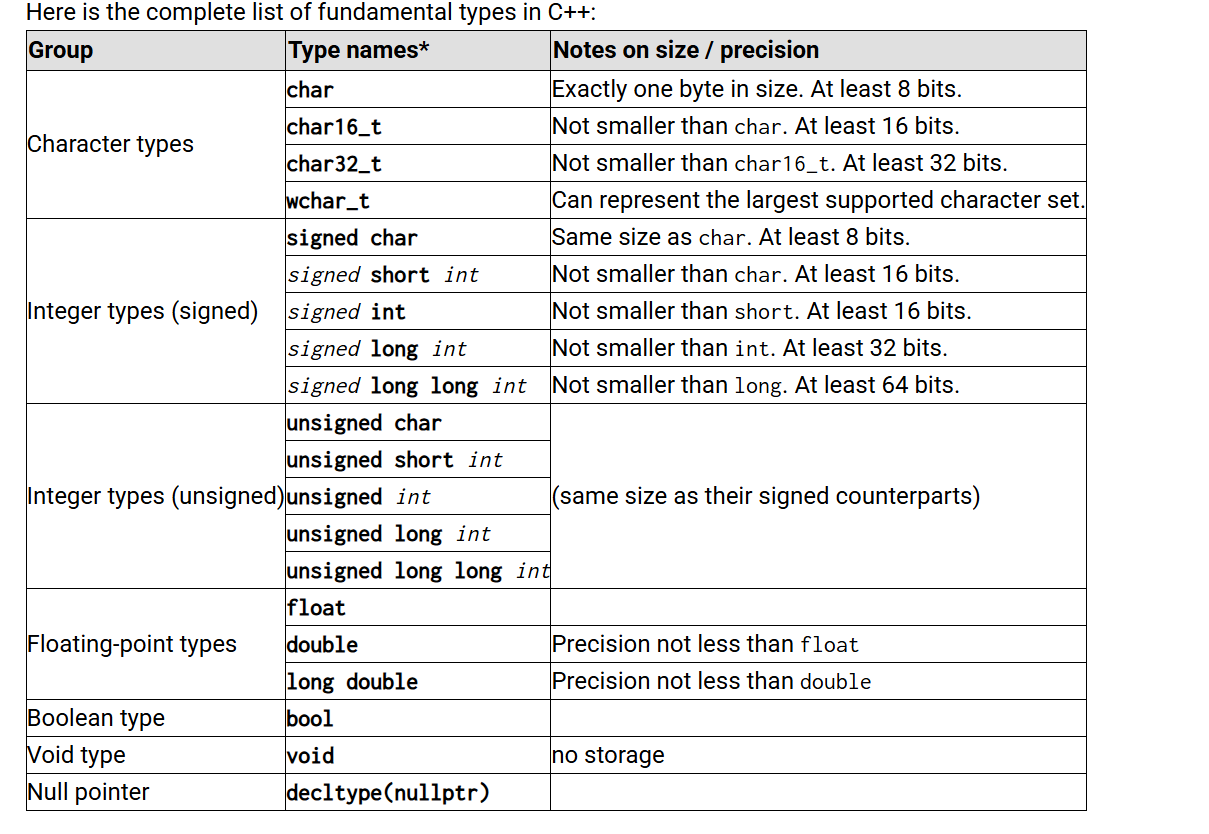 Here is the complete list of fundamental types in C++:
Group Type names* Notes on size / precision
Character types
char Exactly one byte in size. At least 8 bits.
char16_t Not smaller than char. At least 16 bits.
char32_t Not smaller than char16_t. At least 32 bits.
wchar_t Can represent the largest supported character set.
Integer types (signed)
signed char Same size as char. At least 8 bits.
signed short int Not smaller than char. At least 16 bits.
signed int Not smaller than short. At least 16 bits.
signed long int Not smaller than int. At least 32 bits.
signed long long int Not smaller than long. At least 64 bits.
Integer types (unsigned)
unsigned char
unsigned short int
unsigned int
unsigned long int
unsigned long long int
(same size as their signed counterparts)
Floating-point types
float
double Precision not less than float
long double Precision not less than double
Boolean type bool
Void type void no storage
Null pointer decltype(nullptr)